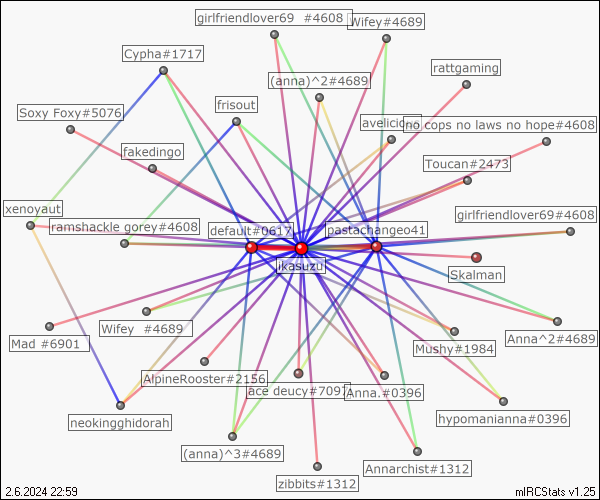 girlfriendlover69 #4608
Wifey#4689
Cypha#1717
rattgaming
(anna)^2#4689
frisout
Soxy Foxy#5076
no cops no laws no hope#4608
fakedingo
Toucan#2473
xenoyaut
girlfriendlover69#4608
ramshackle gorey#4608
default#0617
pastachangeo41
ikasuzu
Skalman
Mad #6901
Wifey #4689
Anna^2#4689
Mushy#1984
AlpineRooster#2156
ace deucy#7097
Anna.#0396
neokingghidorah
hypomanianna#0396
(anna)^3#4689
Annarchist#1312
zibbits#1312
2.6.2024 22:59
mIRCStats v1.25